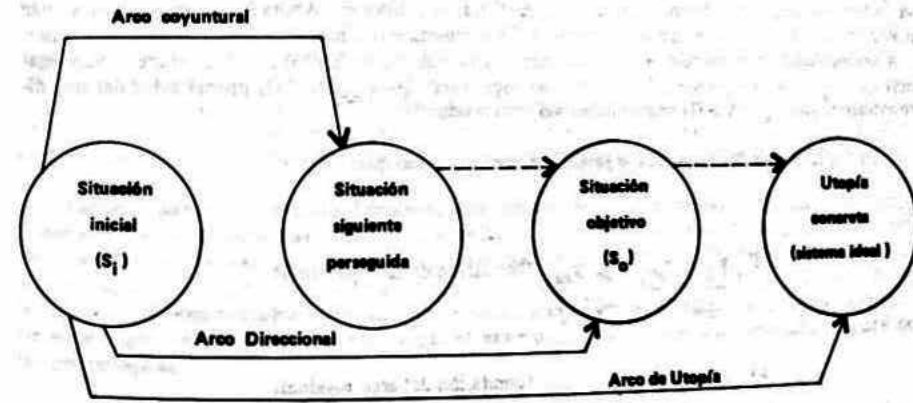 Arco coyuntural
Situación
inicial
(Si)
Situación
siguiente
perseguida
Situación
objetivo
(So)
Utopía
concreta
(sistema ideal)
Arco Direccional
Arco de Utopía